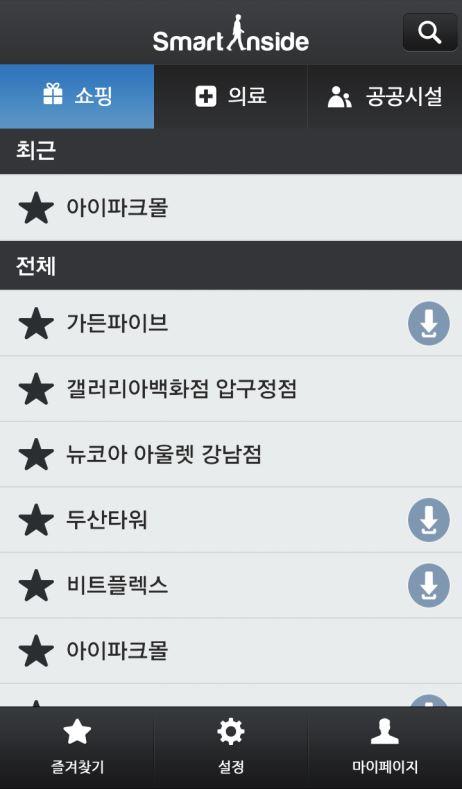 Smart Inside
쇼핑 의료 공공시설
최근
아이파크몰
전체
가든파이브
갤러리아백화점 압구정점
뉴코아 아울렛 강남점
두산타워
비트플렉스
아이파크몰
즐겨찾기 설정 마이페이지